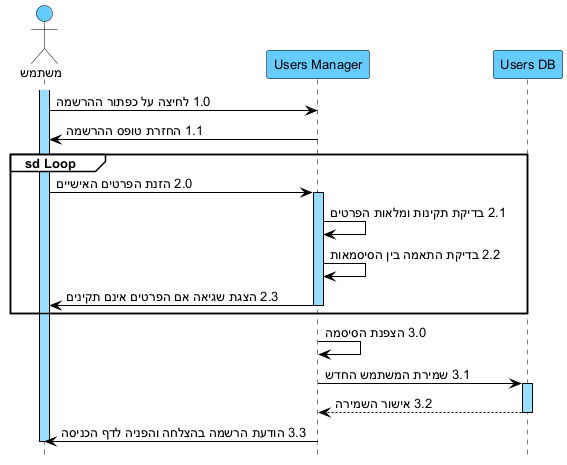 משתמש
Users Manager
Users DB
1.0 לחיצה על כפתור ההרשמה
1.1 החזרת טופס ההרשמה
sd Loop
2.0 הזנת הפרטים האישיים
2.1 בדיקת תקינות ומלאות הפרטים
2.2 בדיקת התאמה בין הסיסמאות
2.3 הצגת שגיאה אם הפרטים אינם תקינים
3.0 הצפנת הסיסמה
3.1 שמירת המשתמש החדש
3.2 אישור השמירה
3.3 הודעת הרשמה בהצלחה והפניה לדף הכניסה